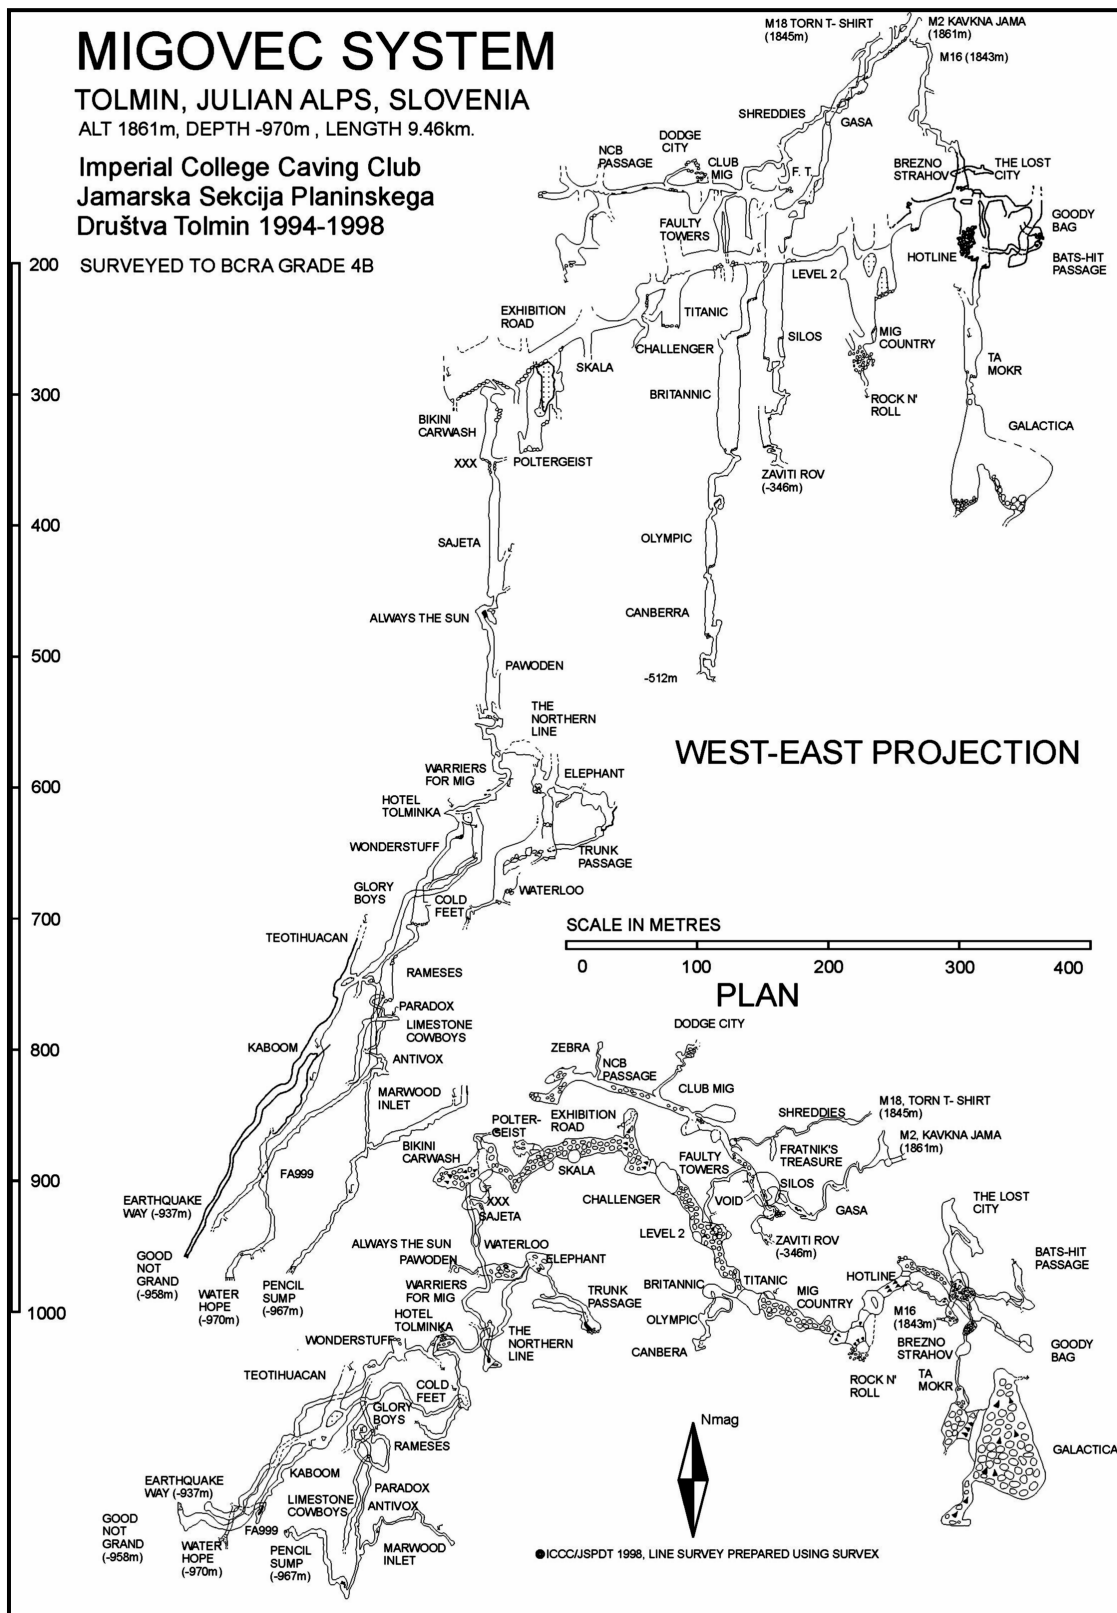 MIGOVEC SYSTEM
TOLMIN, JULIAN ALPS, SLOVENIA
ALT 1861m, DEPTH -970m , LENGTH 9.46km.
Imperial College Caving Club
Jamarska Sekcija Planinskega
Društva Tolmin 1994-1998
SURVEYED TO BCRA GRADE 4B
M18 TORN T- SHIRT
(1845m)
M2 KAVKNA JAMA
(1861m)
M16 (1843m)
SHREDDIES
GASA
DODGE
CITY
NCB
PASSAGE
CLUB
MIG
F. T.
BREZNO
STRAHOV
THE LOST
CITY
FAULTY
TOWERS
GOODY
BAG
HOTLINE
BATS-HIT
PASSAGE
LEVEL 2
200
EXHIBITION
ROAD
TITANIC
CHALLENGER
SILOS
MIG
COUNTRY
SKALA
TA
MOKR
300
BRITANNIC
ROCK N'
ROLL
BIKINI
CARWASH
GALACTICA
XXX
POLTERGEIST
ZAVITI ROV
(-346m)
400
SAJETA
OLYMPIC
ALWAYS THE SUN
CANBERRA
500
PAWODEN
-512m
THE
NORTHERN
LINE
WEST-EAST PROJECTION
WARRIERS
FOR MIG
ELEPHANT
600
HOTEL
TOLMINKA
WONDERSTUFF
TRUNK
PASSAGE
GLORY
BOYS
COLD
FEET
WATERLOO
700
TEOTIHUACAN
SCALE IN METRES
0
100
200
300
400
RAMESES
PLAN
PARADOX
LIMESTONE
COWBOYS
KABOOM
800
ANTIVOX
MARWOOD
INLET
DODGE CITY
ZEBRA
NCB
PASSAGE
CLUB MIG
M18, TORN T- SHIRT
(1845m)
SHREDDIES
POLTER-
GEIST
EXHIBITION
ROAD
M2, KAVKNA JAMA
(1861m)
BIKINI
CARWASH
FRATNIK'S
TREASURE
FAULTY
TOWERS
SKALA
SILOS
900
FA999
EARTHQUAKE
WAY (-937m)
XXX
SAJETA
CHALLENGER
VOID
GASA
THE LOST
CITY
LEVEL 2
ZAVITI ROV
(-346m)
ALWAYS THE SUN
WATERLOO
PAWODEN
ELEPHANT
BATS-HIT
PASSAGE
GOOD
NOT
GRAND
(-958m)
WATER
HOPE
(-970m)
PENCIL
SUMP
(-967m)
WARRIERS
FOR MIG
TRUNK
PASSAGE
BRITANNIC
TITANIC
MIG
COUNTRY
HOTLINE
1000
HOTEL
TOLMINKA
OLYMPIC
M16
(1843m)
WONDERSTUFF
THE
NORTHERN
LINE
CANBERA
BREZNO
STRAHOV
GOODY
BAG
TEOTIHUACAN
ROCK N'
ROLL
TA
MOKR
COLD
FEET
GLORY
BOYS
Nmag
RAMESES
GALACTICA
KABOOM
EARTHQUAKE
WAY (-937m)
PARADOX
LIMESTONE
COWBOYS
ANTIVOX
GOOD
NOT
GRAND
(-958m)
FA999
WATER
HOPE
(-970m)
PENCIL
SUMP
(-967m)
MARWOOD
INLET
ICCC/JSPDT 1998, LINE SURVEY PREPARED USING SURVEX